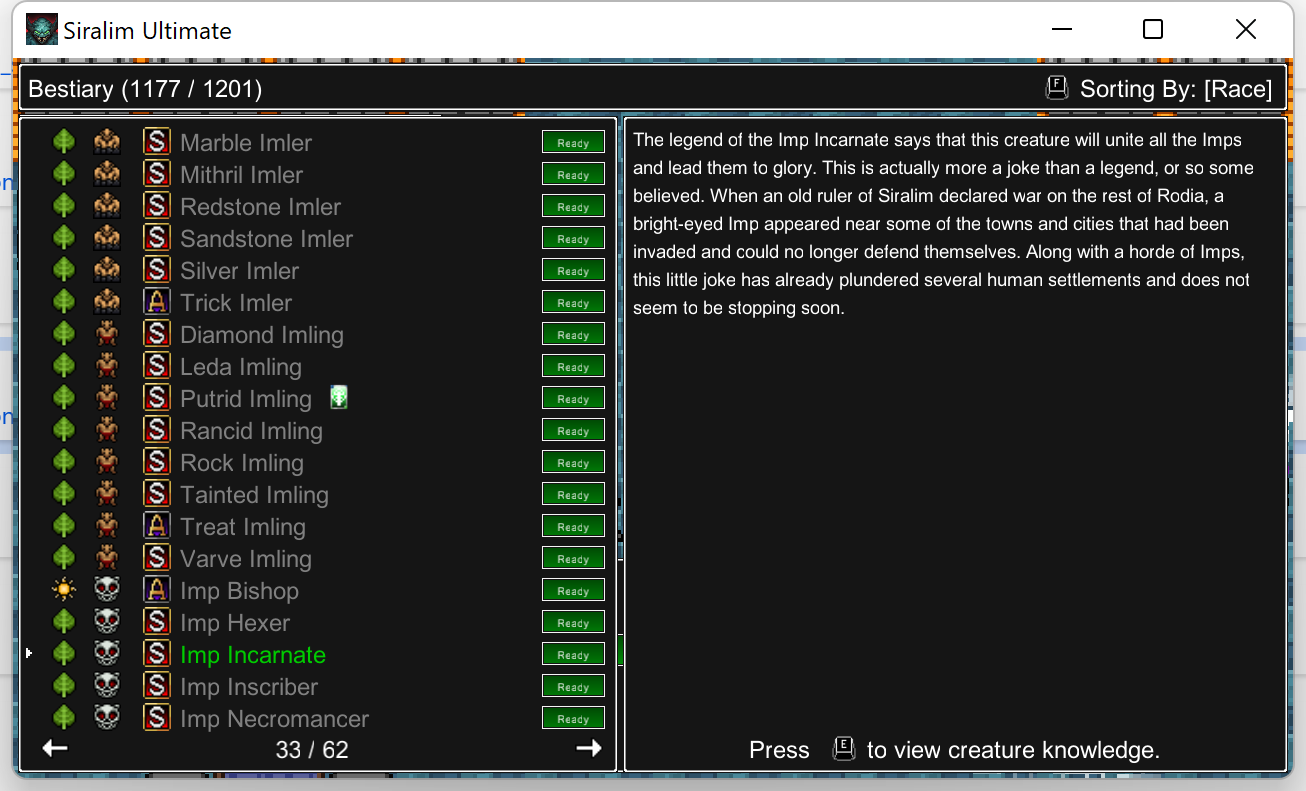 Siralim Ultimate
Bestiary (1177 / 1201)
F Sorting By: [Race]
S Marble Imler Ready
S Mithril Imler Ready
S Redstone Imler Ready
S Sandstone Imler Ready
S Silver Imler Ready
A Trick Imler Ready
S Diamond Imling Ready
S Leda Imling Ready
S Putrid Imling Ready
S Rancid Imling Ready
S Rock Imling Ready
S Tainted Imling Ready
A Treat Imling Ready
S Varve Imling Ready
A Imp Bishop Ready
S Imp Hexer Ready
S Imp Incarnate Ready
S Imp Inscriber Ready
S Imp Necromancer Ready
33 / 62
The legend of the Imp Incarnate says that this creature will unite all the Imps
and lead them to glory. This is actually more a joke than a legend, or so some
believed. When an old ruler of Siralim declared war on the rest of Rodia, a
bright-eyed Imp appeared near some of the towns and cities that had been
invaded and could no longer defend themselves. Along with a horde of Imps,
this little joke has already plundered several human settlements and does not
seem to be stopping soon.
Press E to view creature knowledge.